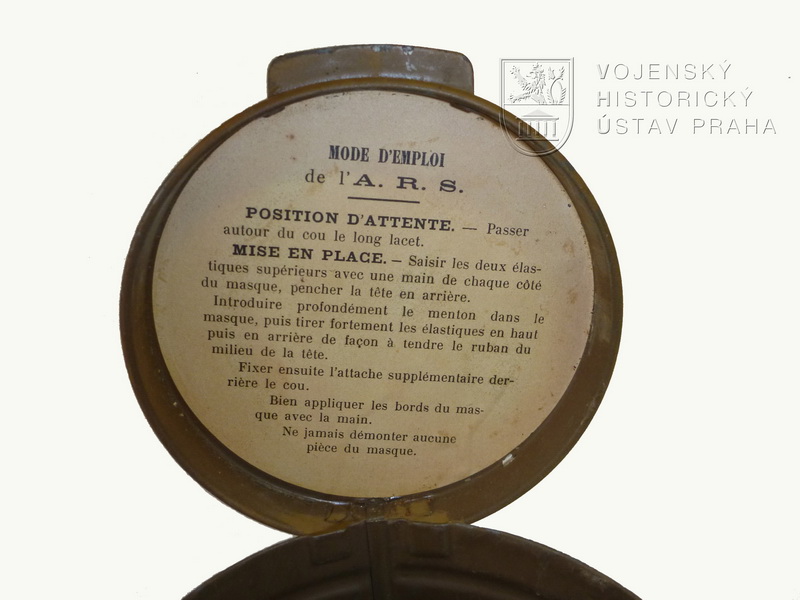 VOJENSKÝ
HISTORICKÝ
ÚSTAV PRAHA
MODE D'EMPLOI
de l'A. R. S.
POSITION D'ATTENTE. — Passer
autour du cou le long lacet.
MISE EN PLACE. — Saisir les deux élas-
tiques supérieurs avec une main de chaque côté
du masque, pencher la tête en arrière.
Introduire profondément le menton dans le
masque, puis tirer fortement les élastiques en haut
puis en arrière de façon à tendre le ruban du
milieu de la tête.
Fixer ensuite l'attache supplémentaire der-
rière le cou.
Bien appliquer les bords du mas-
que avec la main.
Ne jamais démonter aucune
pièce du masque.